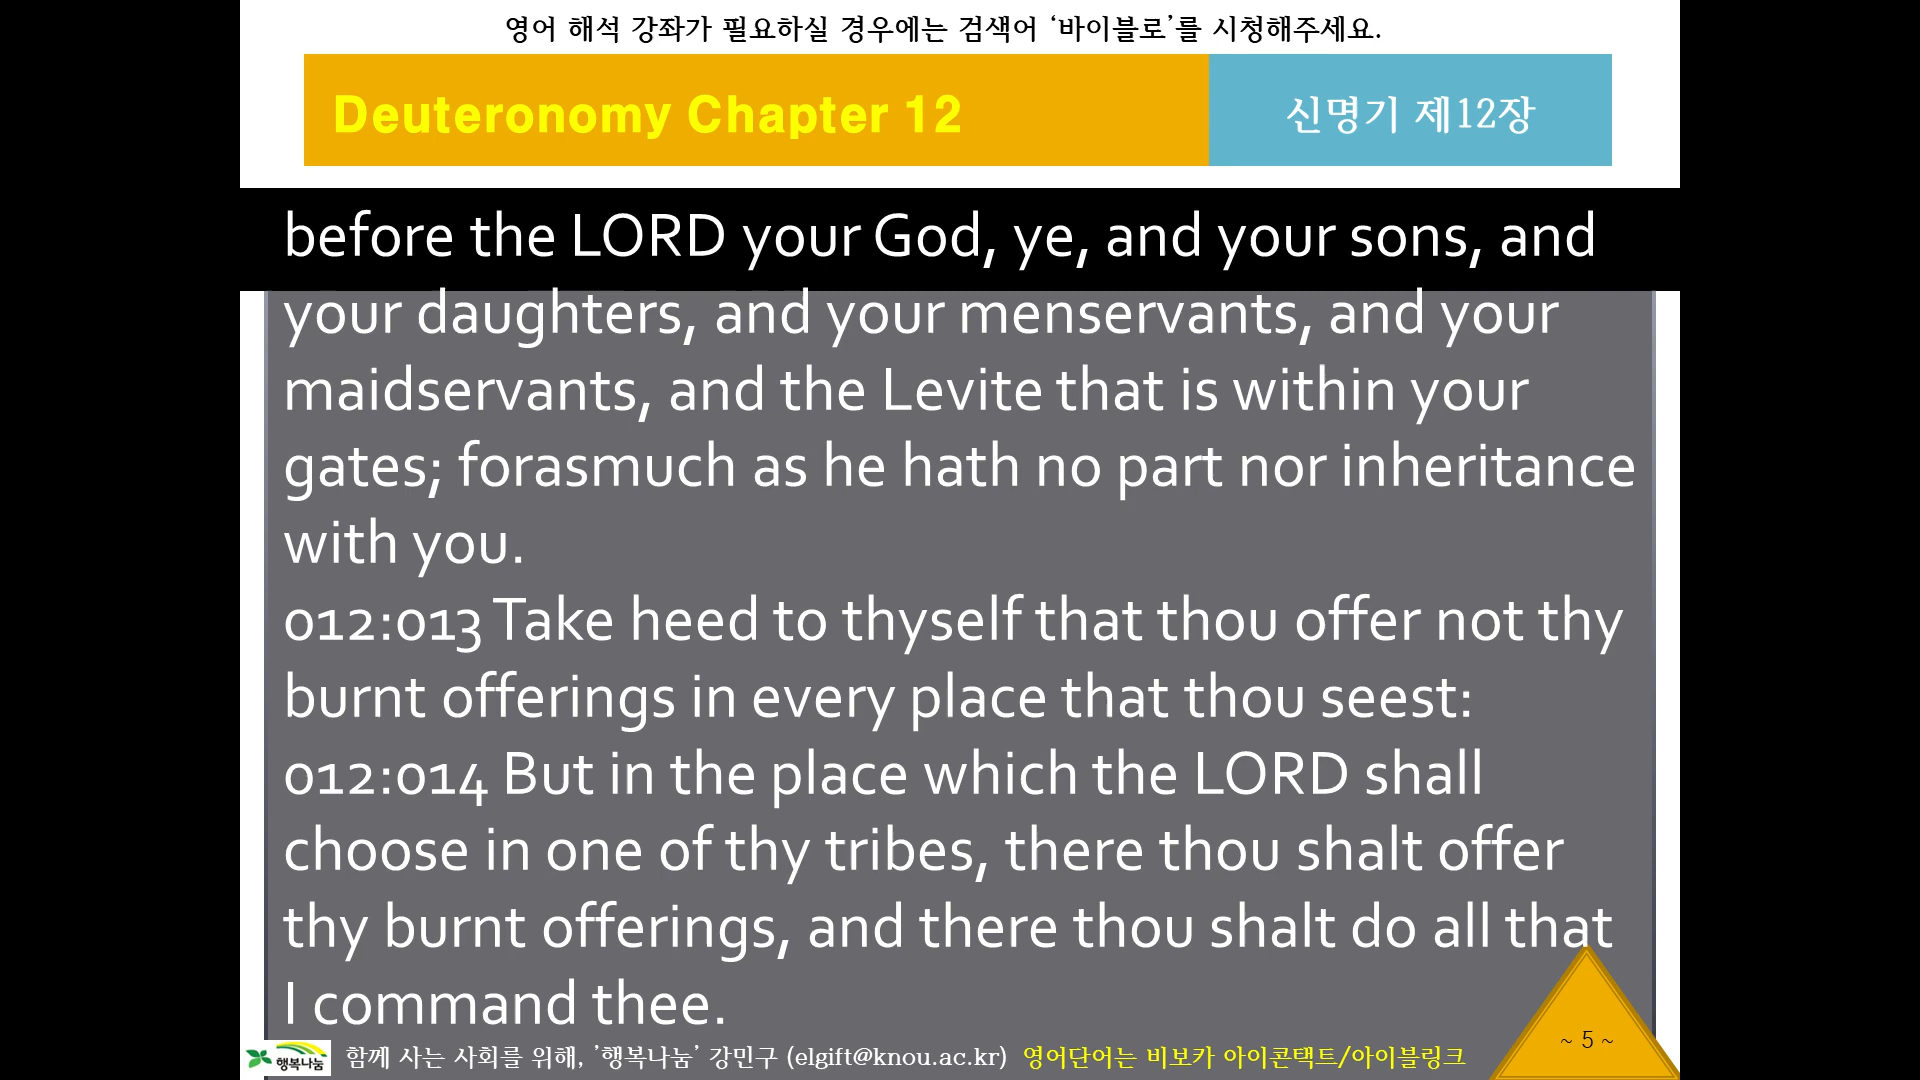 영어 해석 강좌가 필요하실 경우에는 검색어 ‘바이블로’를 시청해주세요.
Deuteronomy Chapter 12
신명기 제12장
before the LORD your God, ye, and your sons, and
your daughters, and your menservants, and your
maidservants, and the Levite that is within your
gates; forasmuch as he hath no part nor inheritance
with you.
012:013 Take heed to thyself that thou offer not thy
burnt offerings in every place that thou seest:
012:014 But in the place which the LORD shall
choose in one of thy tribes, there thou shalt offer
thy burnt offerings, and there thou shalt do all that
I command thee.
~ 5 ~
행복나눔 함께 사는 사회를 위해, ’행복나눔’ 강민구 (elgift@knou.ac.kr) 영어단어는 비보카 아이콘택트/아이블링크